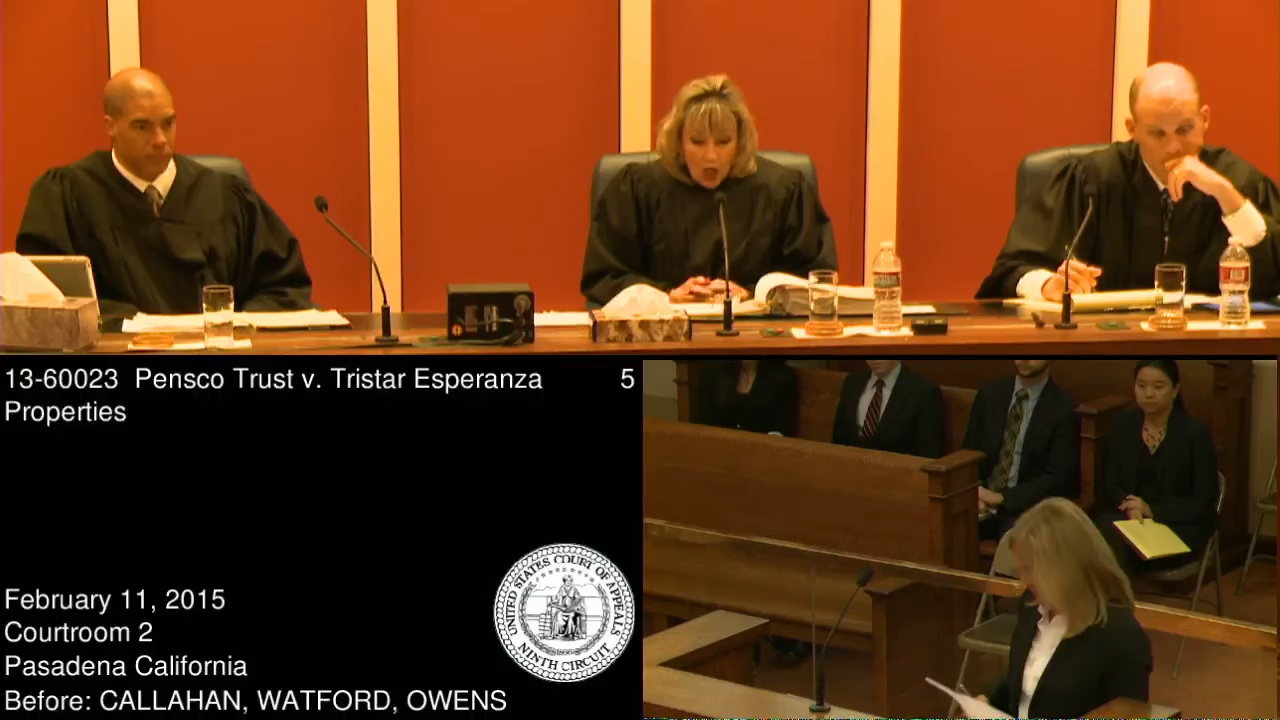 13-60023 Pensco Trust v. Tristar Esperanza 5
Properties
February 11, 2015
Courtroom 2
Pasadena California
Before: CALLAHAN, WATFORD, OWENS
UNITED STATES COURT OF APPEALS
NINTH CIRCUIT